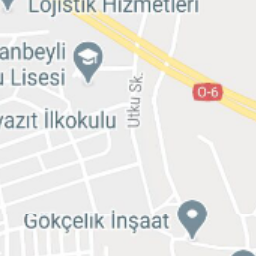 Lojistik Hizmetleri
anbeyli
u Lisesi
Utku Sk.
O-6
yazıt İlkokulu
Gökçelik İnşaat